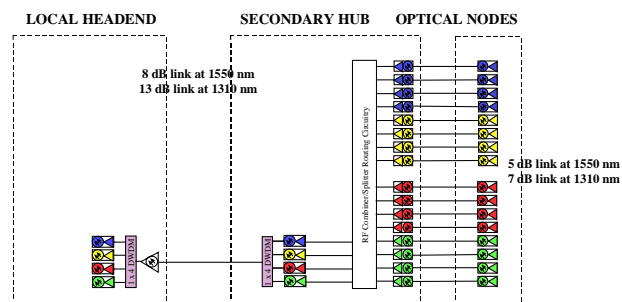 LOCAL HEADEND
SECONDARY HUB
OPTICAL NODES
8 dB link at 1550 nm
13 dB link at 1310 nm
RF Combiner/Splitter Routing Circuitry
5 dB link at 1550 nm
7 dB link at 1310 nm
1 x 4 DWDM
1 x 4 DWDM